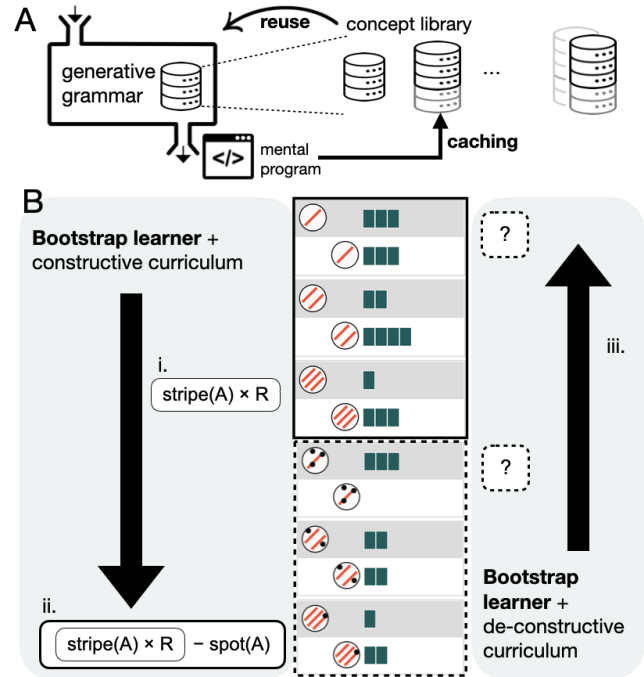 A
reuse
concept library
generative
grammar
...
</>
mental
program
caching
B
Bootstrap learner +
constructive curriculum
?
i.
iii.
stripe(A) × R
?
Bootstrap
learner +
de-constructive
curriculum
ii.
stripe(A) × R − spot(A)